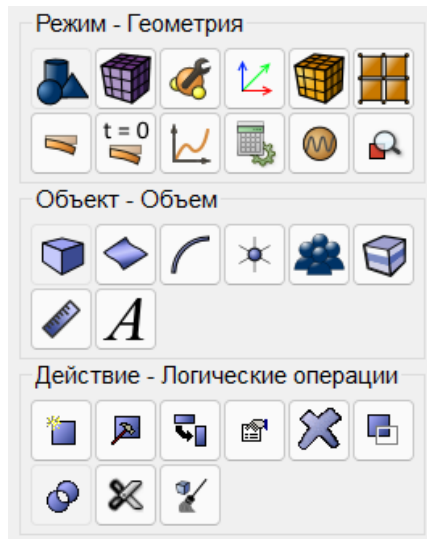 Режим - Геометрия
t = 0
Объект - Объем
A
Действие - Логические операции